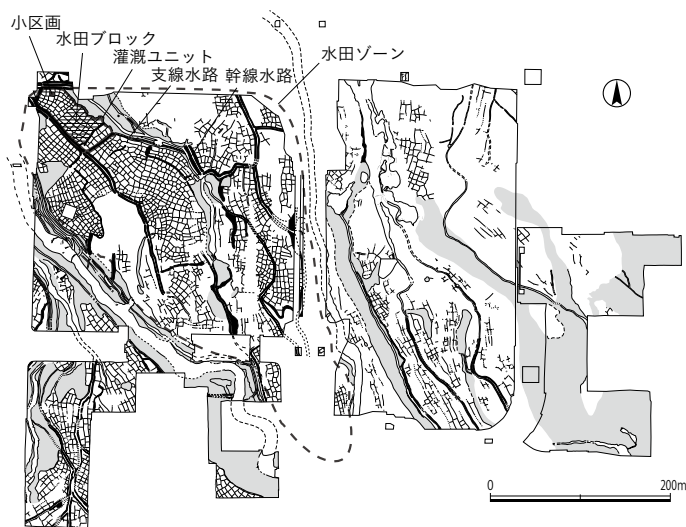 小区画
水田ブロック
灌漑ユニット
支線水路
幹線水路
水田ゾーン
0
200m